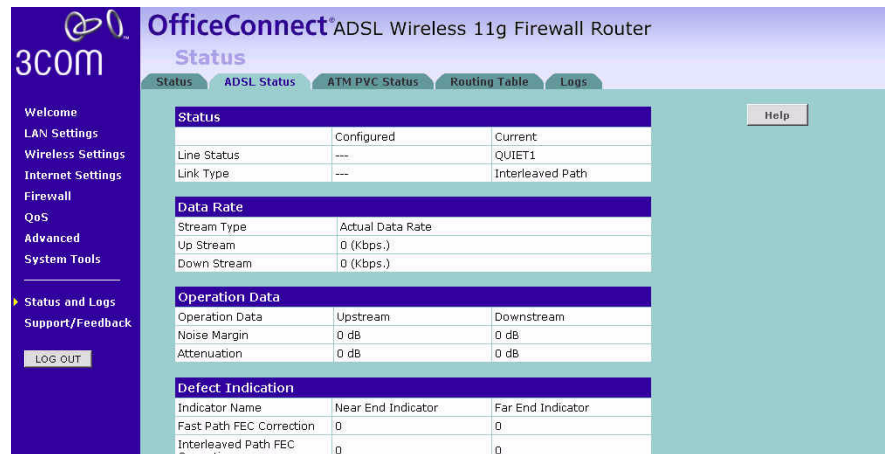 3COM
OfficeConnect ADSL Wireless 11g Firewall Router
Status
Status ADSL Status ATM PVC Status Routing Table Logs
Welcome
LAN Settings
Wireless Settings
Internet Settings
Firewall
QoS
Advanced
System Tools
Status and Logs
Support/Feedback
LOG OUT
Help
Status
Configured Current
Line Status --- QUIET1
Link Type --- Interleaved Path
Data Rate
Stream Type Actual Data Rate
Up Stream 0 (Kbps.)
Down Stream 0 (Kbps.)
Operation Data
Operation Data Upstream Downstream
Noise Margin 0 dB 0 dB
Attenuation 0 dB 0 dB
Defect Indication
Indicator Name Near End Indicator Far End Indicator
Fast Path FEC Correction 0 0
Interleaved Path FEC 0 0